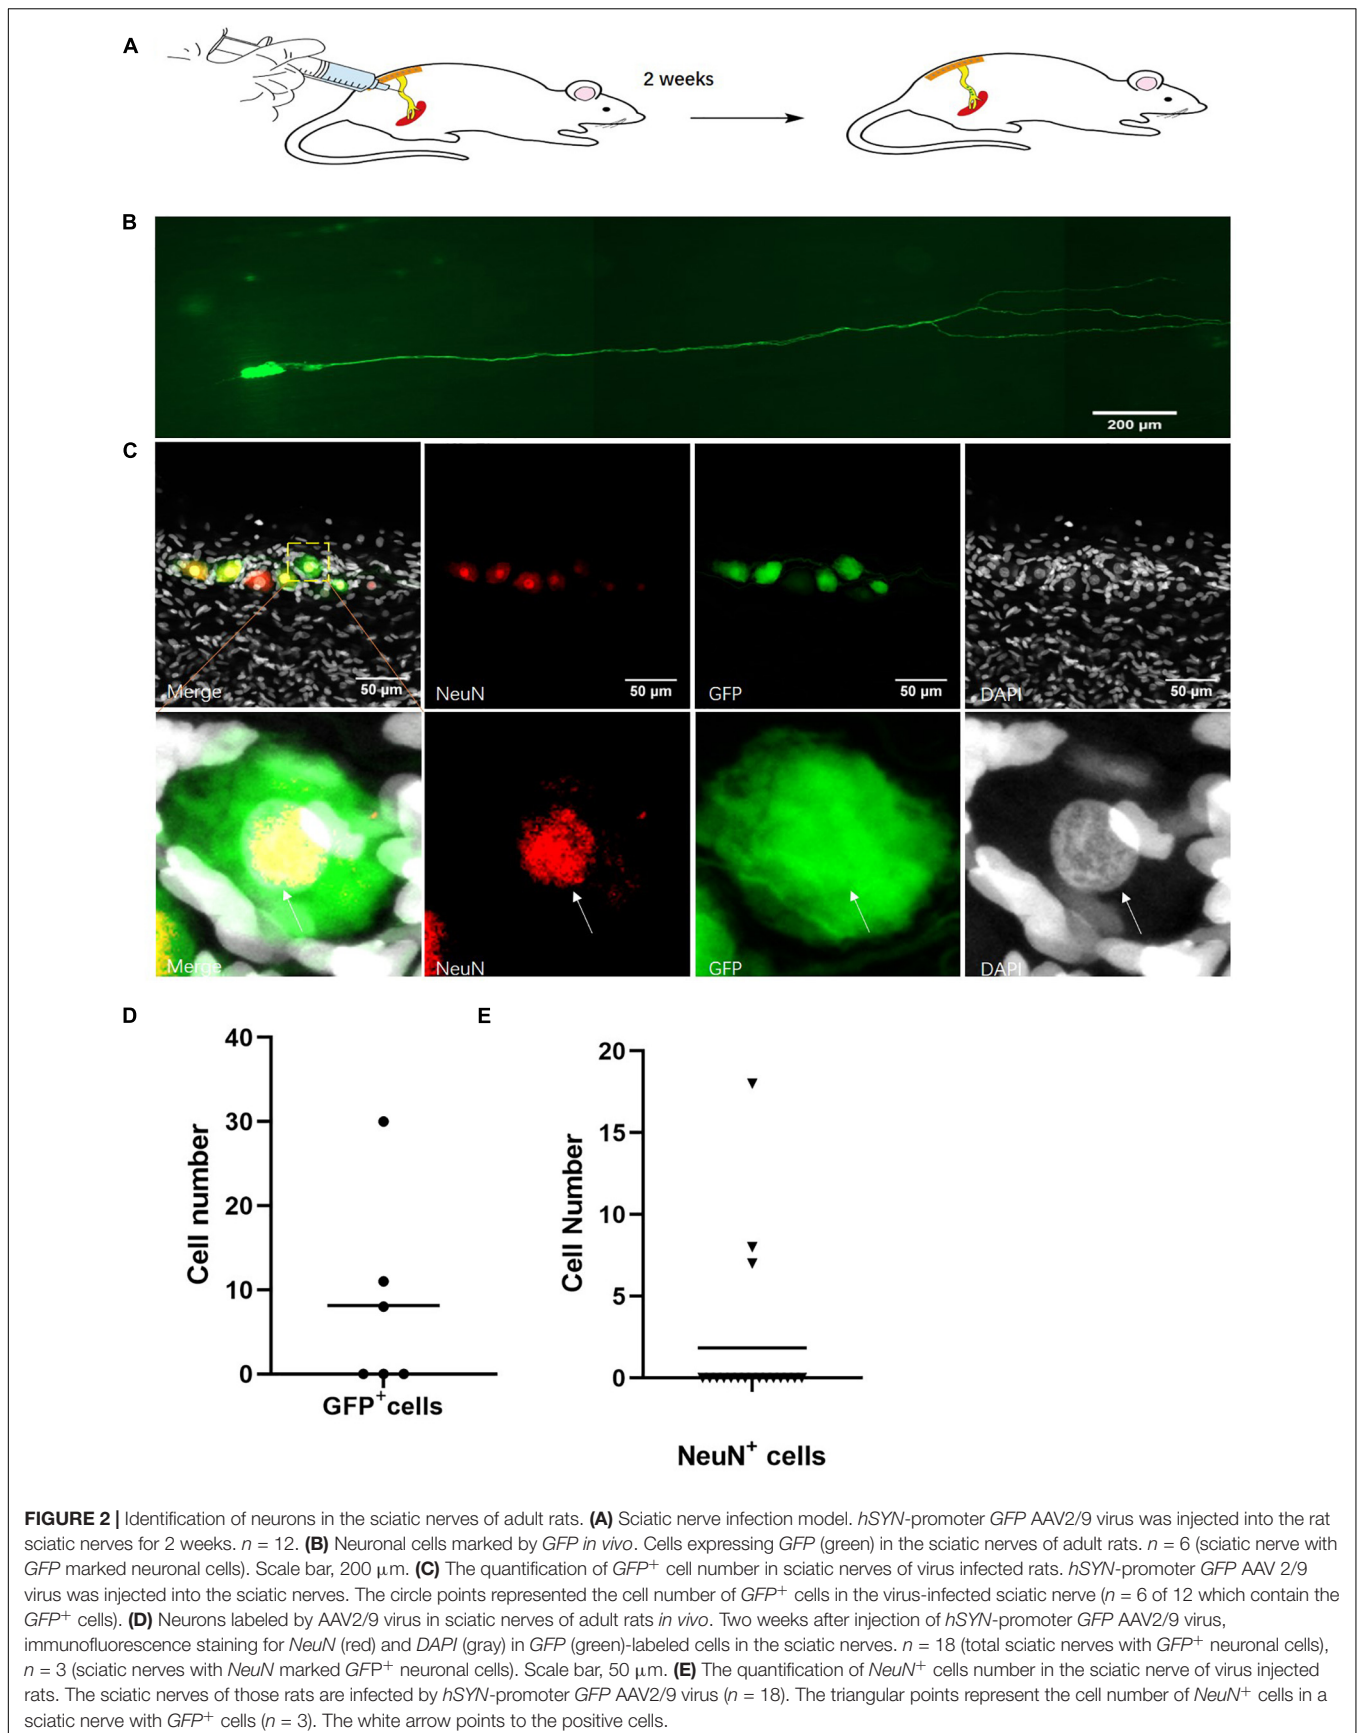 A
2 weeks
B
200 µm
C
Merge
50 µm
NeuN
50 µm
GFP
50 µm
DAPI
50 µm
Merge
NeuN
GFP
DAPI
D
E
40
30
20
10
0
Cell number
GFP+cells
20
15
10
5
0
Cell Number
NeuN+ cells
FIGURE 2 | Identification of neurons in the sciatic nerves of adult rats. (A) Sciatic nerve infection model. hSYN-promoter GFP AAV2/9 virus was injected into the rat
sciatic nerves for 2 weeks. n = 12. (B) Neuronal cells marked by GFP in vivo. Cells expressing GFP (green) in the sciatic nerves of adult rats. n = 6 (sciatic nerve with
GFP marked neuronal cells). Scale bar, 200 µm. (C) The quantification of GFP+ cell number in sciatic nerves of virus infected rats. hSYN-promoter GFP AAV 2/9
virus was injected into the sciatic nerves. The circle points represented the cell number of GFP+ cells in the virus-infected sciatic nerve (n = 6 of 12 which contain the
GFP+ cells). (D) Neurons labeled by AAV2/9 virus in sciatic nerves of adult rats in vivo. Two weeks after injection of hSYN-promoter GFP AAV2/9 virus,
immunofluorescence staining for NeuN (red) and DAPI (gray) in GFP (green)-labeled cells in the sciatic nerves. n = 18 (total sciatic nerves with GFP+ neuronal cells),
n = 3 (sciatic nerves with NeuN marked GFP+ neuronal cells). Scale bar, 50 µm. (E) The quantification of NeuN+ cells number in the sciatic nerve of virus injected
rats. The sciatic nerves of those rats are infected by hSYN-promoter GFP AAV2/9 virus (n = 18). The triangular points represent the cell number of NeuN+ cells in a
sciatic nerve with GFP+ cells (n = 3). The white arrow points to the positive cells.